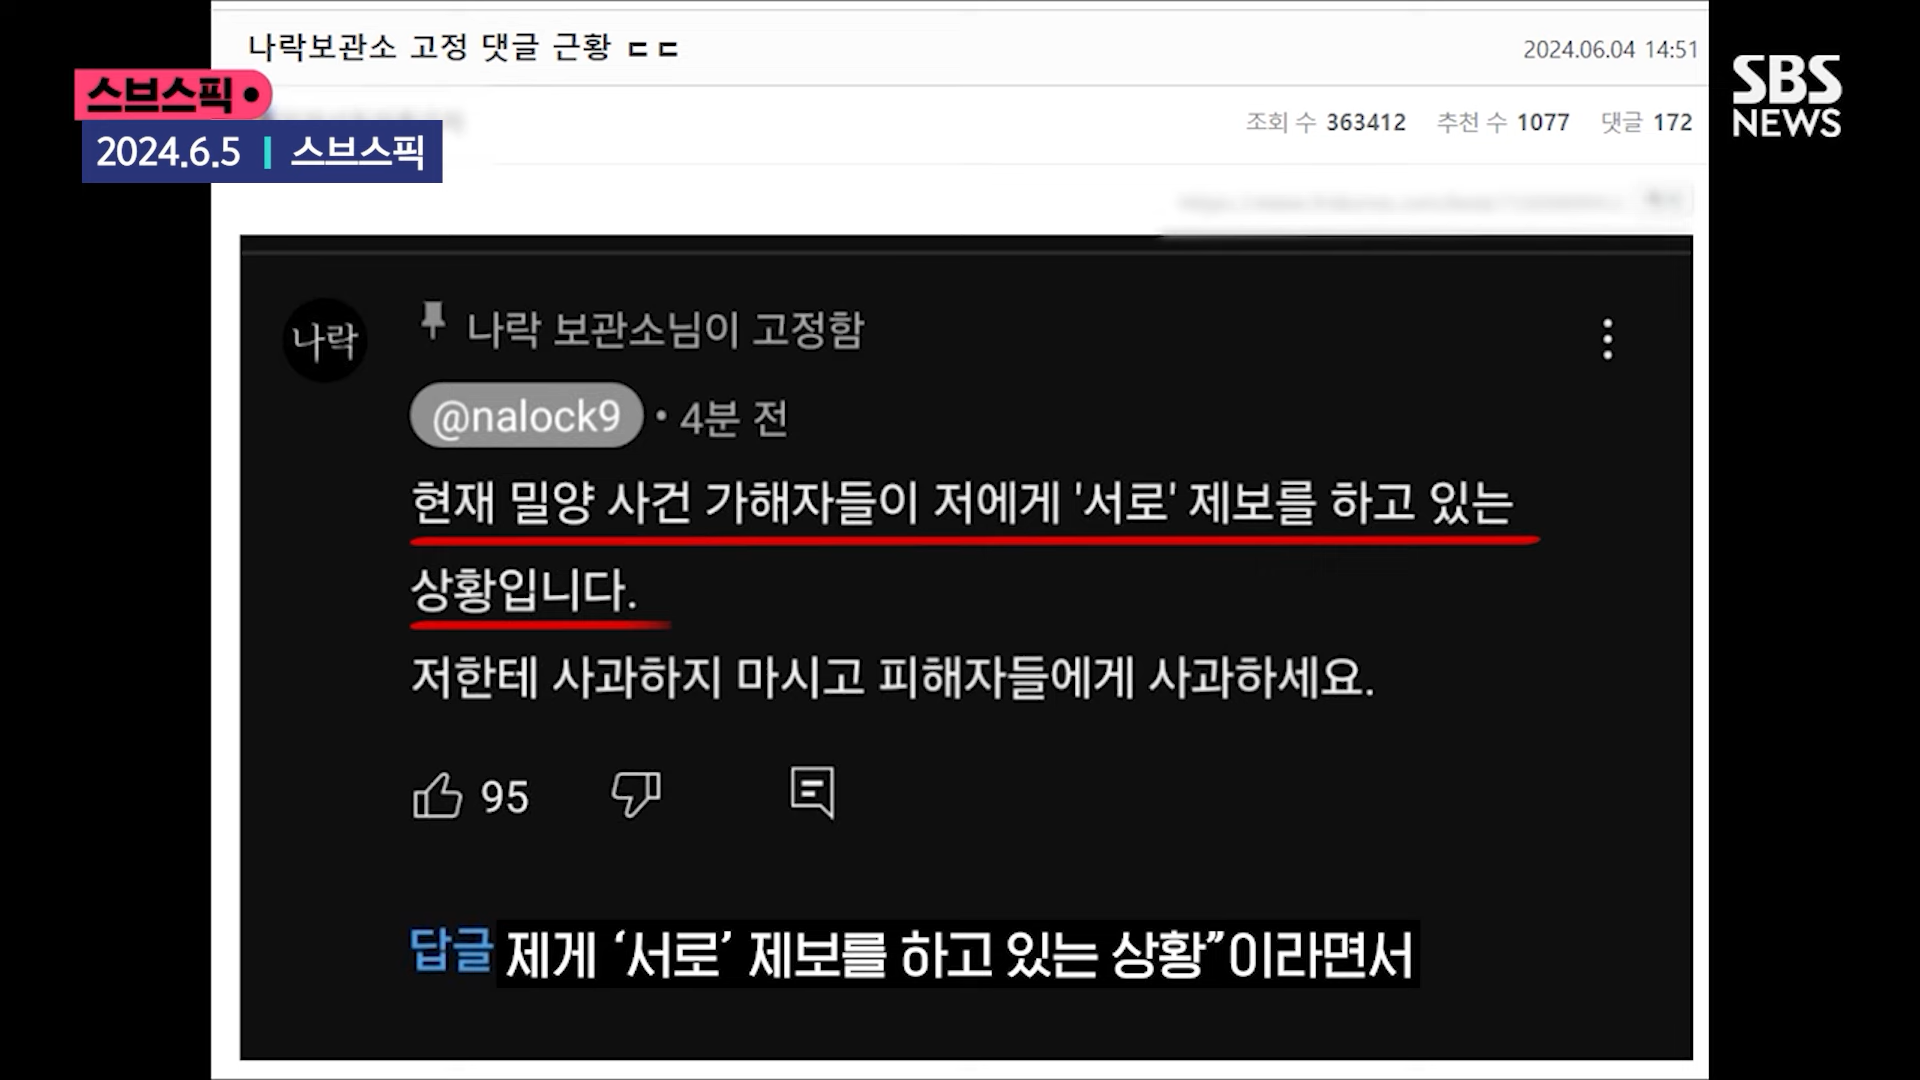 나락보관소 고정 댓글 근황 ㄷㄷ
2024.06.04 14:51
스브스픽
SBS NEWS
조회 수 363412 추천 수 1077 댓글 172
2024.6.5 | 스브스픽
나락
나락 보관소님이 고정함
@nalock9 • 4분 전
현재 밀양 사건 가해자들이 저에게 '서로' 제보를 하고 있는
상황입니다.
저한테 사과하지 마시고 피해자들에게 사과하세요.
95
답글
제게 ‘서로’ 제보를 하고 있는 상황”이라면서